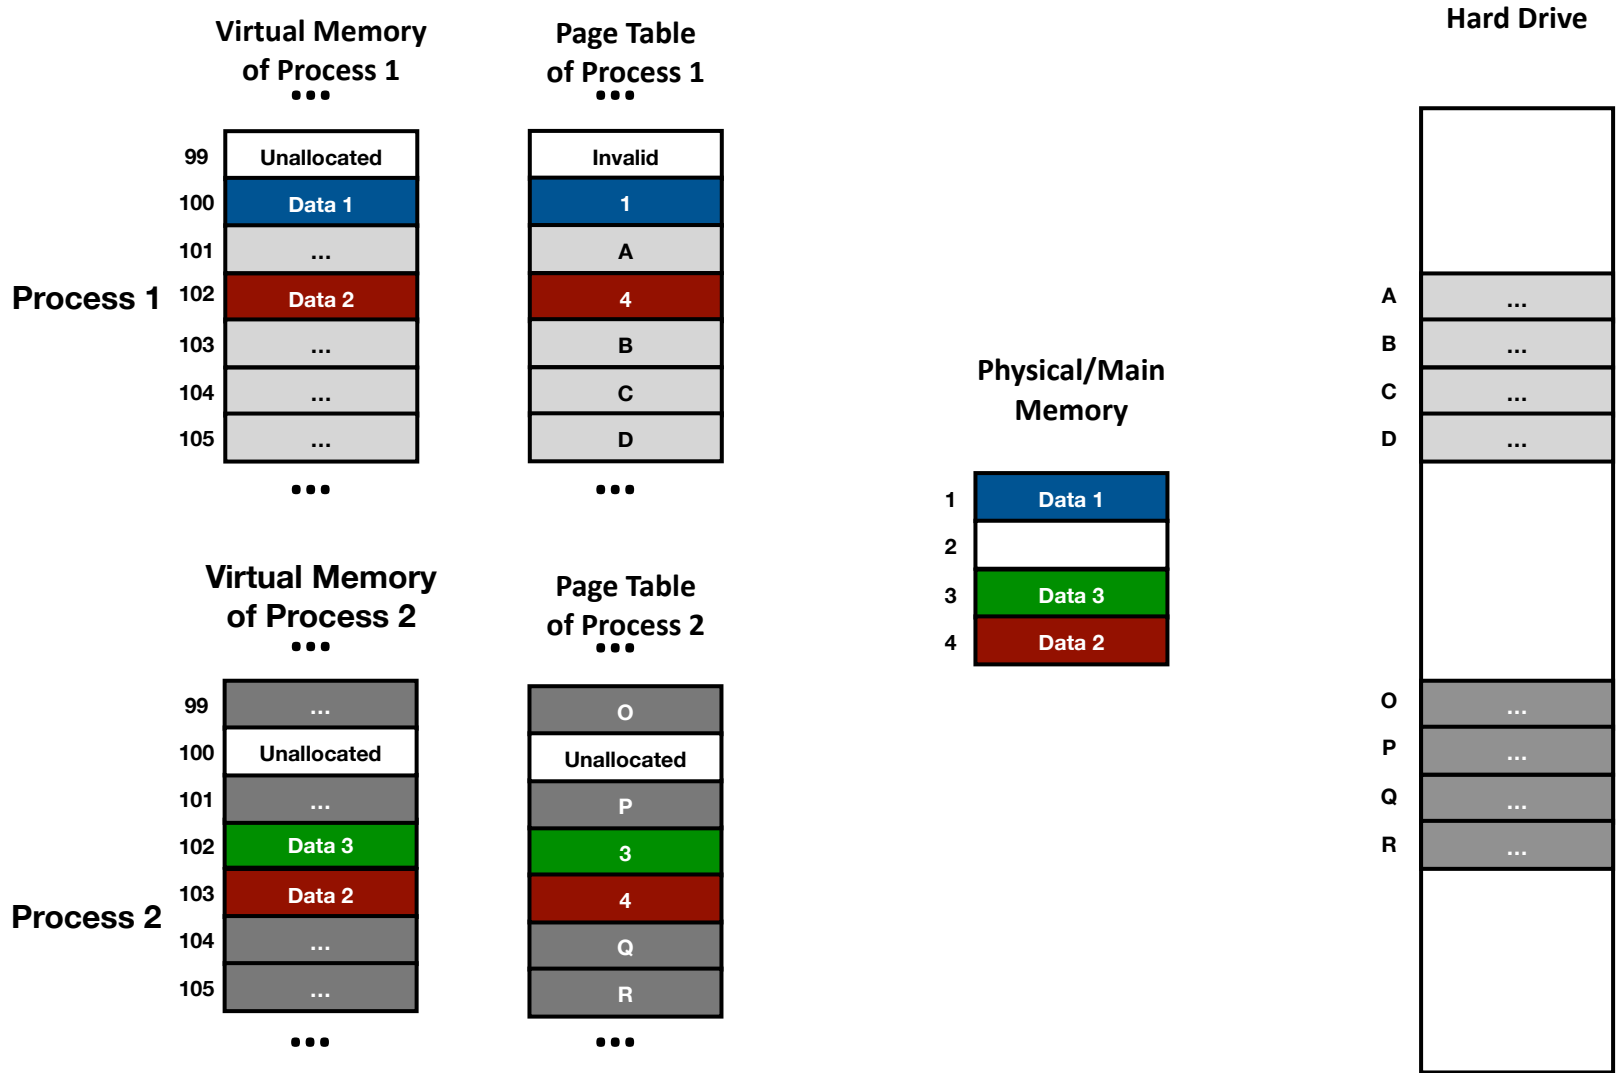 Virtual Memory
of Process 1
...
Page Table
of Process 1
...
Process 1
99 Unallocated Invalid
100 Data 1 1
101 ... A
102 Data 2 4
103 ... B
104 ... C
105 ... D
... ...
Virtual Memory
of Process 2
...
Page Table
of Process 2
...
Process 2
99 ... O
100 Unallocated Unallocated
101 ... P
102 Data 3 3
103 Data 2 4
104 ... Q
105 ... R
... ...
Physical/Main
Memory
1 Data 1
2
3 Data 3
4 Data 2
Hard Drive
A ...
B ...
C ...
D ...
O ...
P ...
Q ...
R ...